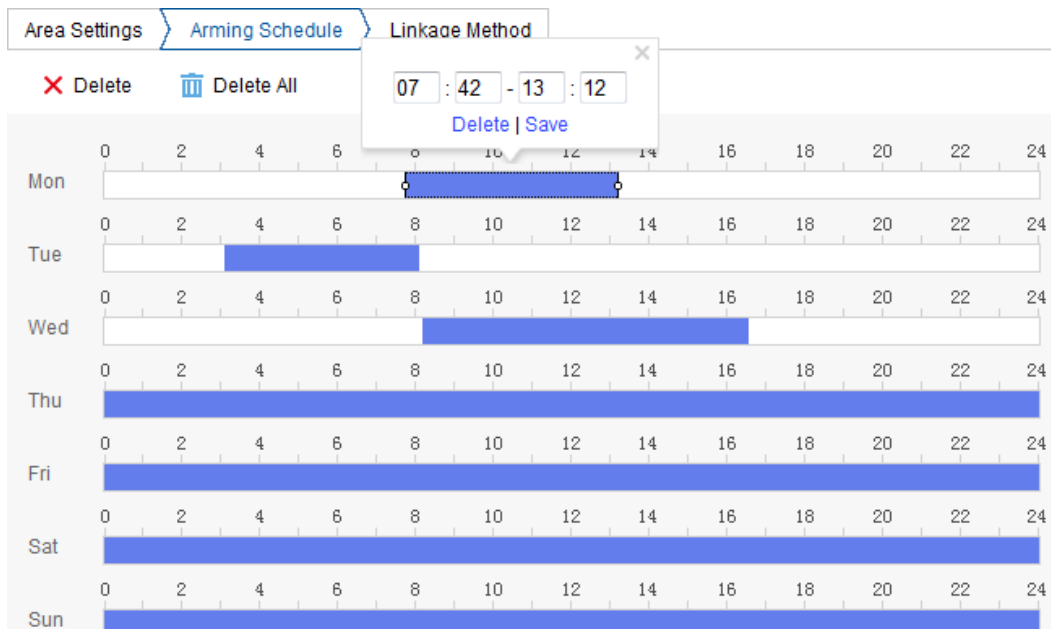 Area Settings Arming Schedule Linkage Method
×
Delete Delete All
07 : 42 - 13 : 12
Delete | Save
0 2 4 6 8 10 12 14 16 18 20 22 24
Mon
0 2 4 6 8 10 12 14 16 18 20 22 24
Tue
0 2 4 6 8 10 12 14 16 18 20 22 24
Wed
0 2 4 6 8 10 12 14 16 18 20 22 24
Thu
0 2 4 6 8 10 12 14 16 18 20 22 24
Fri
0 2 4 6 8 10 12 14 16 18 20 22 24
Sat
0 2 4 6 8 10 12 14 16 18 20 22 24
Sun